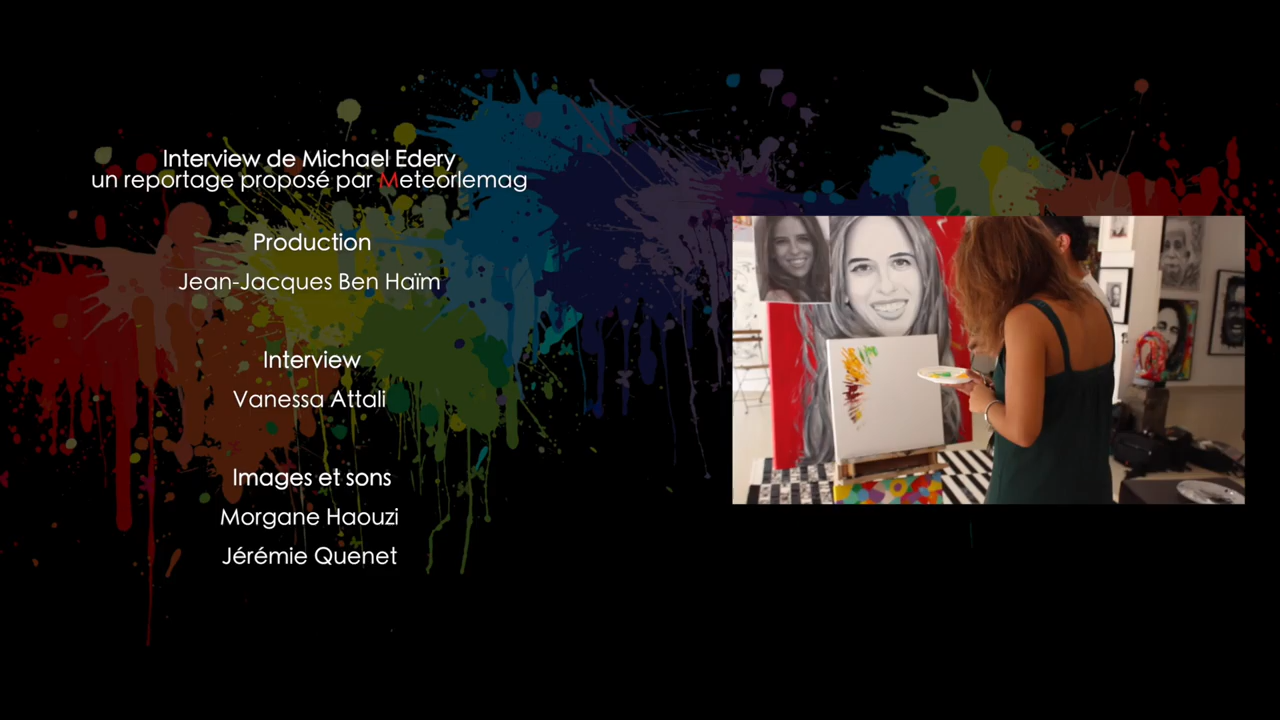 Interview de Michael Edery
un reportage proposé par Meteorlemag
Production
Jean-Jacques Ben Haïm
Interview
Vanessa Attali
Images et sons
Morgane Haouzi
Jérémie Quenet